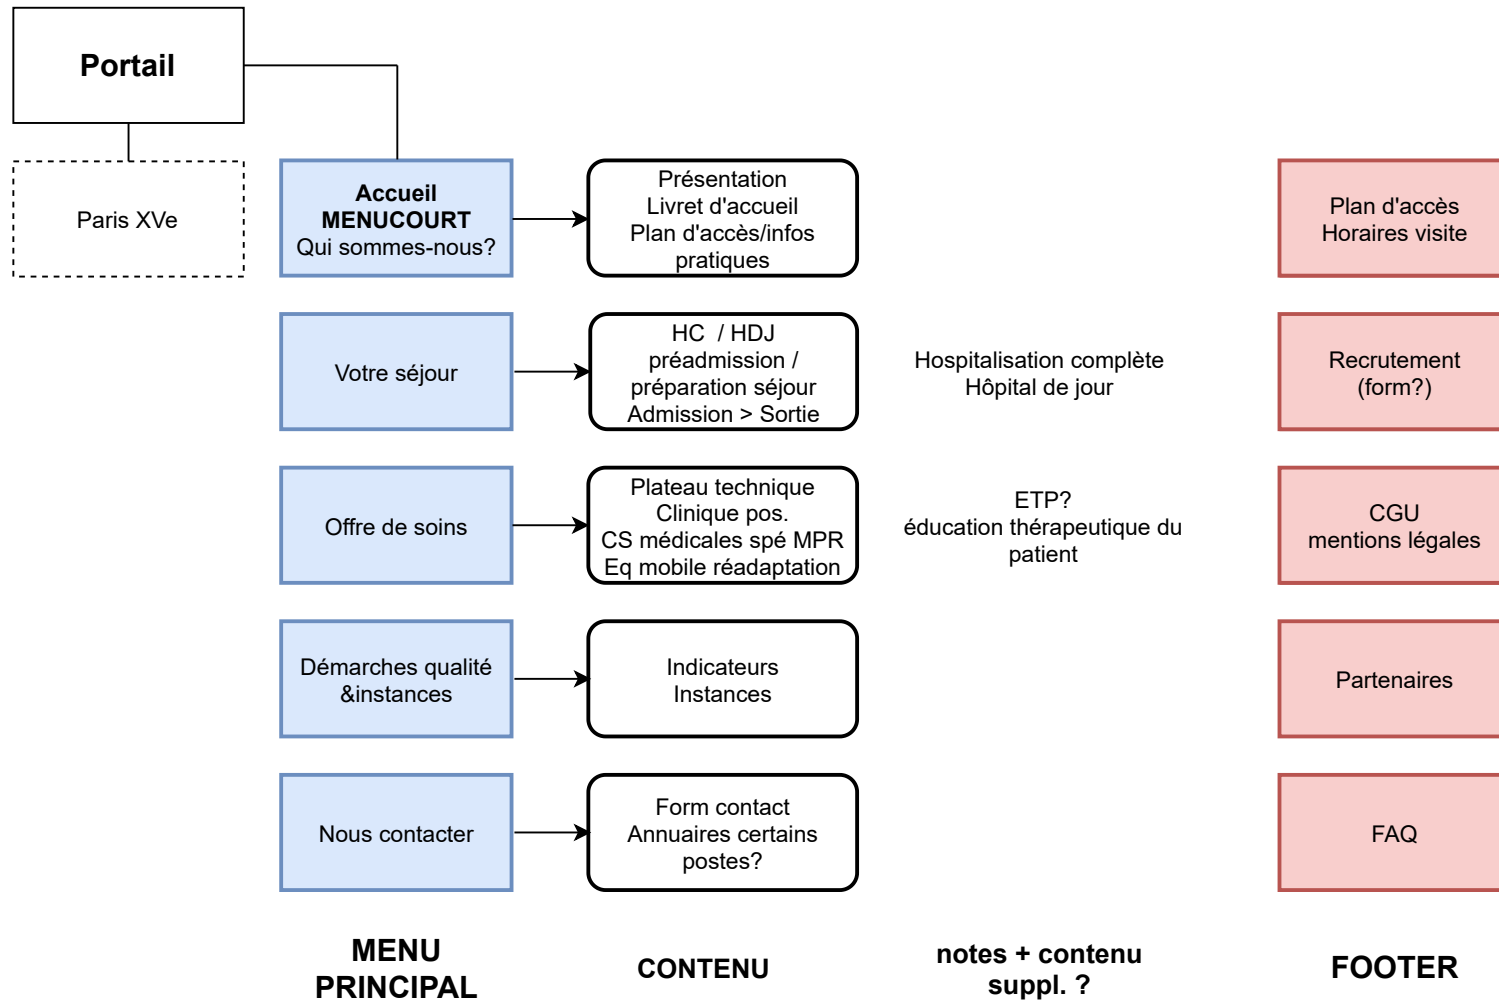 Portail
Paris XVe
Accueil
MENUCOURT
Qui sommes-nous?
Présentation
Livret d'accueil
Plan d'accès/infos
pratiques
Plan d'accès
Horaires visite
Votre séjour
HC / HDJ
préadmission /
préparation séjour
Admission > Sortie
Hospitalisation complète
Hôpital de jour
Recrutement
(form?)
Offre de soins
Plateau technique
Clinique pos.
CS médicales spé MPR
Eq mobile réadaptation
ETP?
éducation thérapeutique du
patient
CGU
mentions légales
Démarches qualité
&instances
Indicateurs
Instances
Partenaires
Nous contacter
Form contact
Annuaires certains
postes?
FAQ
MENU
PRINCIPAL
CONTENU
notes + contenu
suppl. ?
FOOTER